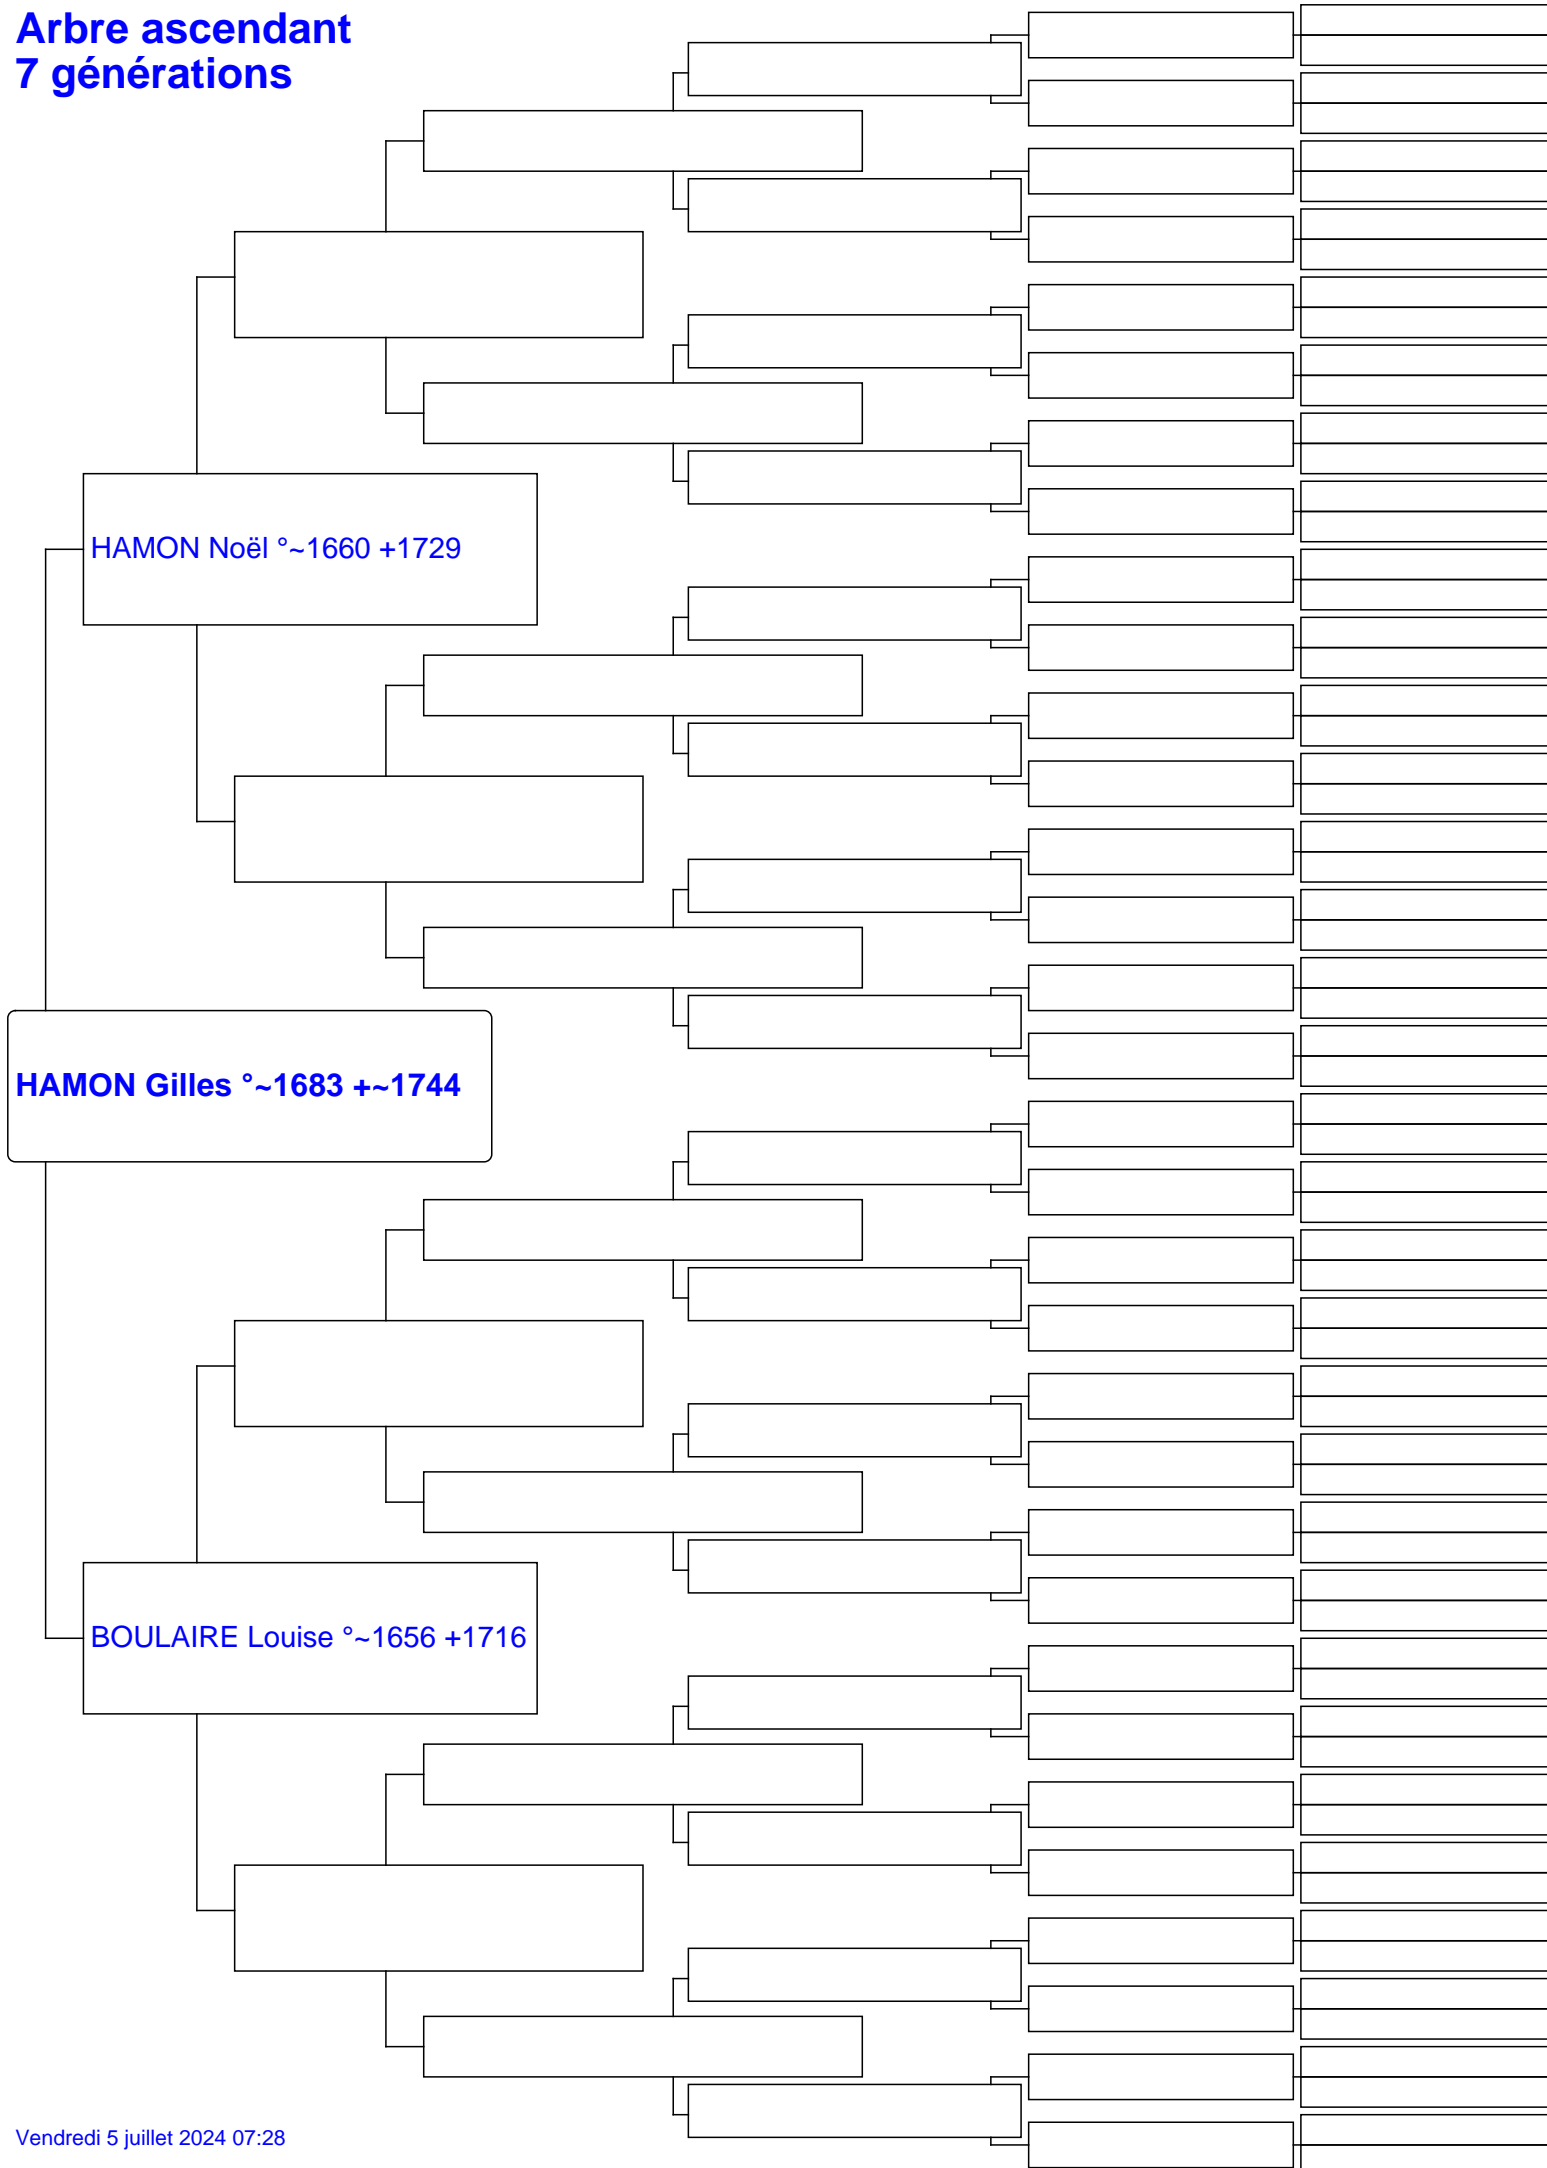 Arbre ascendant
7 générations
HAMON Noël °~1660 +1729
HAMON Gilles °~1683 +~1744
BOULAIRE Louise °~1656 +1716
Vendredi 5 juillet 2024 07:28